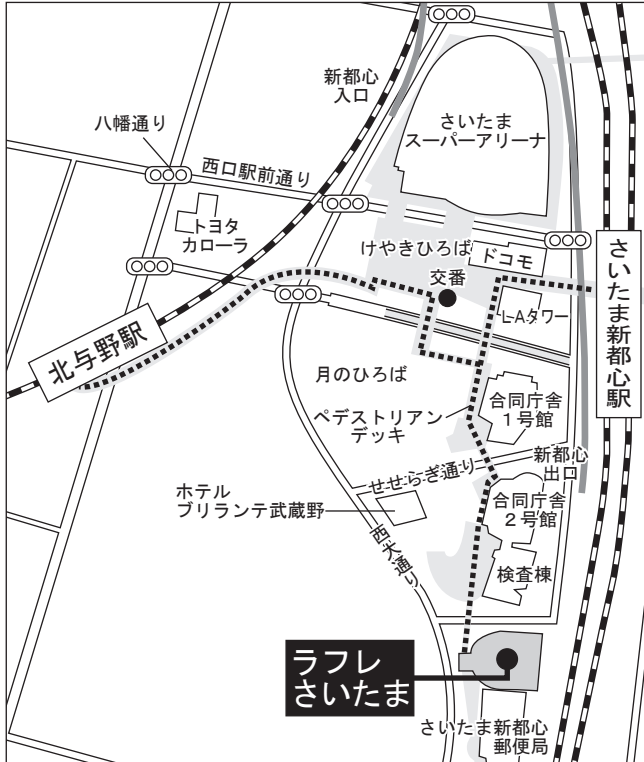 新都心
入口
さいたま
スーパーアリーナ
八幡通り
西口駅前通り
トヨタ
カローラ
けやきひろば
ドコモ
交番
L-Aタワー
さいたま新都心駅
北与野駅
月のひろば
ペデストリアン
デッキ
合同庁舎
1号館
せせらぎ通り
新都心
出口
ホテル
ブリランテ武蔵野
合同庁舎
2号館
西大通り
検査棟
ラフレ
さいたま
さいたま新都心
郵便局